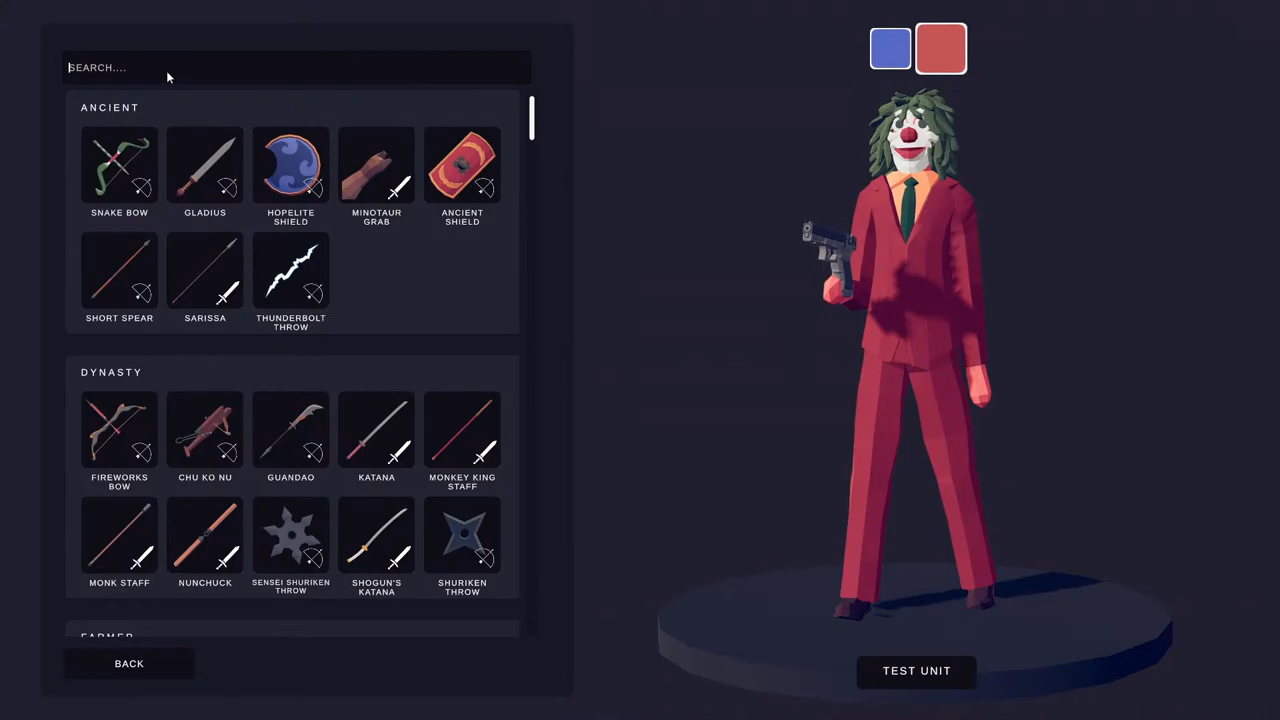 SEARCH....
ANCIENT
SNAKE BOW
GLADIUS
HOPELITE
SHIELD
MINOTAUR
GRAB
ANCIENT
SHIELD
SHORT SPEAR
SARISSA
THUNDERBOLT
THROW
DYNASTY
FIREWORKS
BOW
CHU KO NU
GUANDAO
KATANA
MONKEY KING
STAFF
MONK STAFF
NUNCHUCK
SENSEI SHURIKEN
THROW
SHOGUN'S
KATANA
SHURIKEN
THROW
FARMER
BACK
TEST UNIT